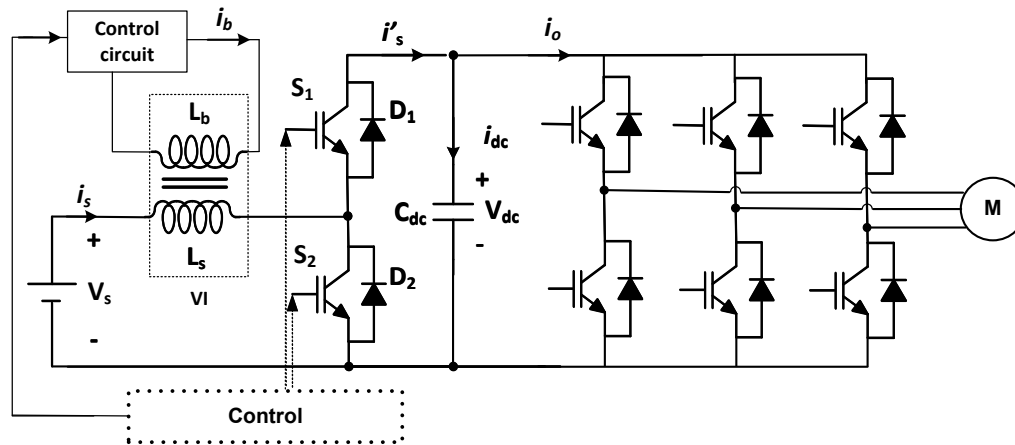 Control
circuit
i_b
i'_s
i_o
S_1
D_1
L_b
i_dc
i_s
+
+
C_dc
V_dc
M
-
L_s
S_2
D_2
V_s
VI
-
Control